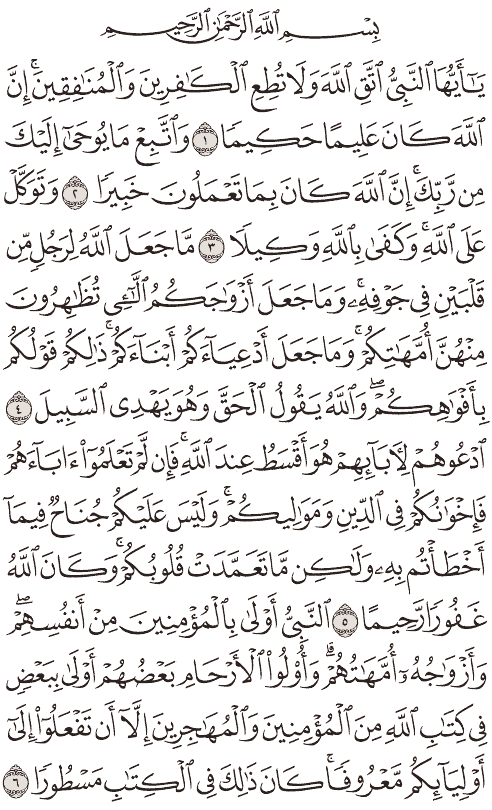 بِسْمِ ٱللَّهِ ٱلرَّحْمَٰنِ ٱلرَّحِيمِ
يَٰٓأَيُّهَا ٱلنَّبِيُّ ٱتَّقِ ٱللَّهَ وَلَا تُطِعِ ٱلْكَٰفِرِينَ وَٱلْمُنَٰفِقِينَۚ إِنَّ
ٱللَّهَ كَانَ عَلِيمًا حَكِيمًا ١ وَٱتَّبِعْ مَا يُوحَىٰٓ إِلَيْكَ
مِن رَّبِّكَۚ إِنَّ ٱللَّهَ كَانَ بِمَا تَعْمَلُونَ خَبِيرًا ٢ وَتَوَكَّلْ
عَلَى ٱللَّهِۚ وَكَفَىٰ بِٱللَّهِ وَكِيلًا ٣ مَّا جَعَلَ ٱللَّهُ لِرَجُلٍ مِّن
قَلْبَيْنِ فِي جَوْفِهِۦۚ وَمَا جَعَلَ أَزْوَٰجَكُمُ ٱلَّٰٓـِٔي تُظَٰهِرُونَ
مِنْهُنَّ أُمَّهَٰتِكُمْۚ وَمَا جَعَلَ أَدْعِيَآءَكُمْ أَبْنَآءَكُمْۚ ذَٰلِكُمْ قَوْلُكُم
بِأَفْوَٰهِكُمْۖ وَٱللَّهُ يَقُولُ ٱلْحَقَّ وَهُوَ يَهْدِي ٱلسَّبِيلَ ٤
ٱدْعُوهُمْ لِأٓبَآئِهِمْ هُوَ أَقْسَطُ عِندَ ٱللَّهِۚ فَإِن لَّمْ تَعْلَمُوٓا۟ ءَابَآءَهُمْ
فَإِخْوَٰنُكُمْ فِي ٱلدِّينِ وَمَوَٰلِيكُمْۚ وَلَيْسَ عَلَيْكُمْ جُنَاحٌ فِيمَآ
أَخْطَأْتُم بِهِۦ وَلَٰكِن مَّا تَعَمَّدَتْ قُلُوبُكُمْۚ وَكَانَ ٱللَّهُ
غَفُورًا رَّحِيمًا ٥ ٱلنَّبِيُّ أَوْلَىٰ بِٱلْمُؤْمِنِينَ مِنْ أَنفُسِهِمْۖ
وَأَزْوَٰجُهُۥٓ أُمَّهَٰتُهُمْۗ وَأُو۟لُوا۟ ٱلْأَرْحَامِ بَعْضُهُمْ أَوْلَىٰ بِبَعْضٍ
فِي كِتَٰبِ ٱللَّهِ مِنَ ٱلْمُؤْمِنِينَ وَٱلْمُهَٰجِرِينَ إِلَّآ أَن تَفْعَلُوٓا۟ إِلَىٰٓ
أَوْلِيَآئِكُم مَّعْرُوفًاۚ كَانَ ذَٰلِكَ فِي ٱلْكِتَٰبِ مَسْطُورًا ٦